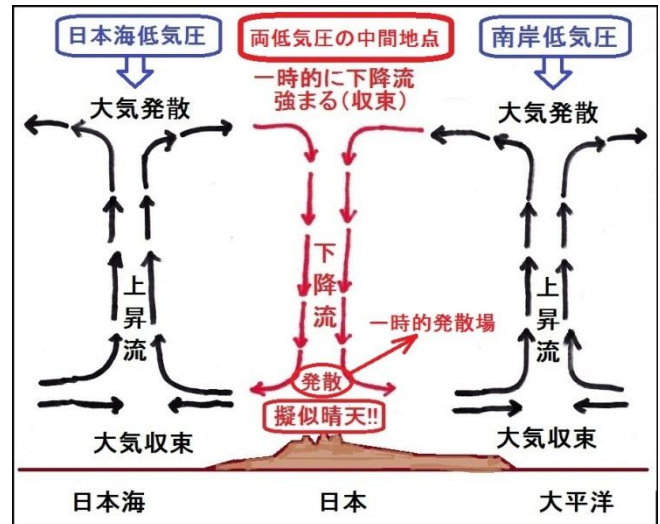 日本海低気圧
両低気圧の中間地点
南岸低気圧
一時的に下降流
強まる(収束)
大気発散
大気発散
上昇流
下降流
上昇流
一時的発散場
発散
擬似晴天!!
大気収束
大気収束
日本海
日本
大平洋